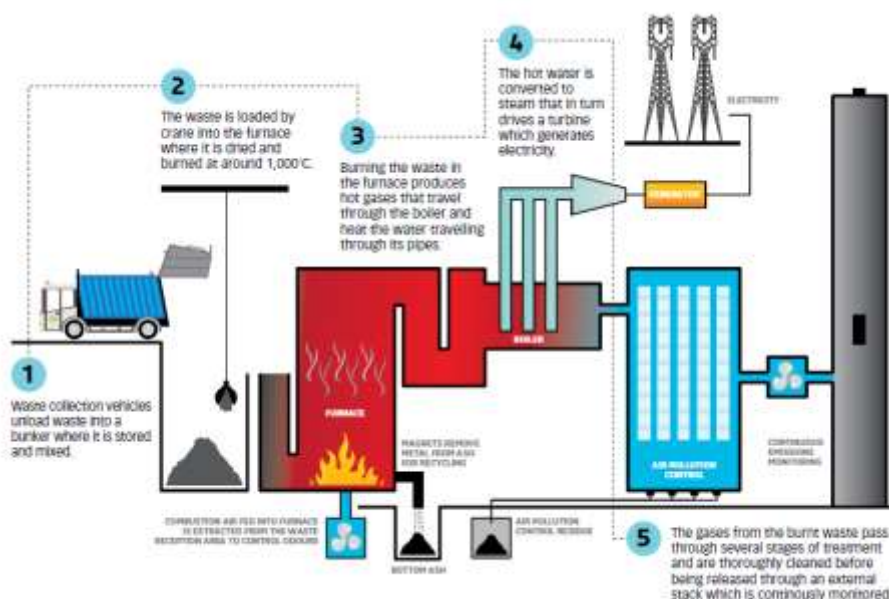 1
Waste collection vehicles
unload waste into a
bunker where it is stored
and mixed.
2
The waste is loaded by
crane into the furnace
where it is dried and
burned at around 1,000°C.
3
Burning the waste in
the furnace produces
hot gases that travel
through the boiler and
heat the water travelling
through its pipes.
4
The hot water is
converted to
steam that in turn
drives a turbine
which generates
electricity.
ELECTRICITY
GENERATOR
BOILER
FURNACE
MAGNETS REMOVE
METAL FROM ASH
FOR RECYCLING
COMBUSTION AIR FED INTO FURNACE
IS EXTRACTED FROM THE WASTE
RECEPTION AREA TO CONTROL ODOURS
BOTTOM ASH
AIR POLLUTION
CONTROL RESIDUE
AIR POLLUTION
CONTROL
CONTINUOUS
EMISSIONS
MONITORING
5
The gases from the burnt waste pass
through several stages of treatment
and are thoroughly cleaned before
being released through an external
stack which is continously monitored